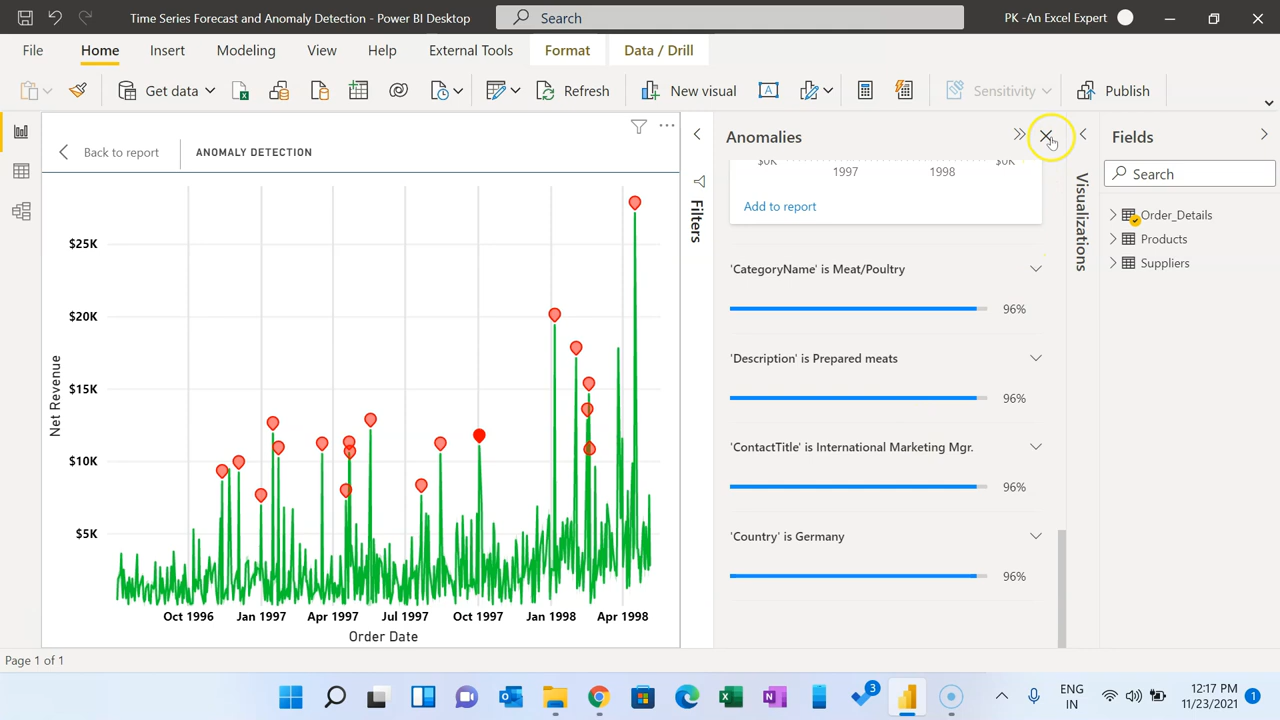 Time Series Forecast and Anomaly Detection - Power BI Desktop
Search
PK -An Excel Expert
File
Home
Insert
Modeling
View
Help
External Tools
Format
Data / Drill
Get data
Refresh
New visual
Sensitivity
Publish
Back to report
ANOMALY DETECTION
$25K
$20K
$15K
$10K
$5K
Net Revenue
Oct 1996
Jan 1997
Apr 1997
Jul 1997
Oct 1997
Jan 1998
Apr 1998
Order Date
Filters
Anomalies
$0K
$0K
1997
1998
Add to report
'CategoryName' is Meat/Poultry
96%
'Description' is Prepared meats
96%
'ContactTitle' is International Marketing Mgr.
96%
'Country' is Germany
96%
Visualizations
Fields
Search
Order_Details
Products
Suppliers
Page 1 of 1
3
ENG
IN
12:17 PM
11/23/2021
1